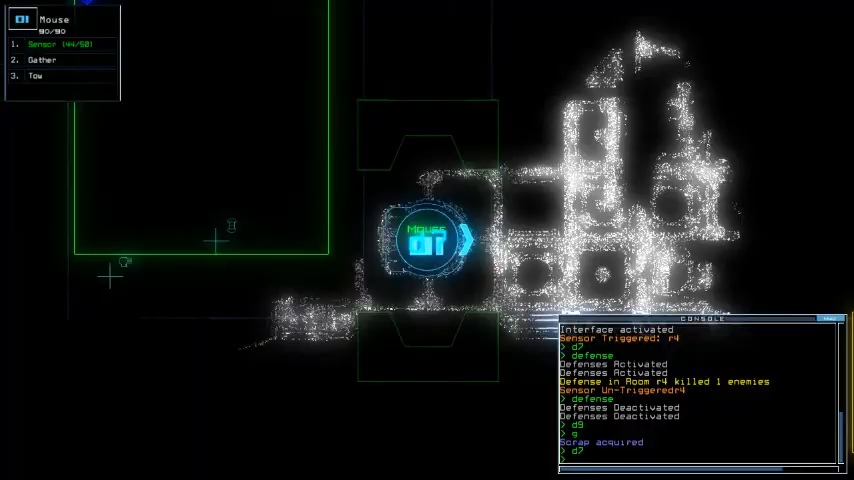 Mouse
90/90
1. Sensor (44/50)
2. Gather
3. Tow
Mouse
CONSOLE
Interface activated
Sensor Triggered: r4
> d7
> defense
Defenses Activated
Defenses Activated
Defense in Room r4 killed 1 enemies
Sensor Un-Triggeredr4
> defense
Defenses Deactivated
Defenses Deactivated
> d9
> g
Scrap acquired
> d7
>